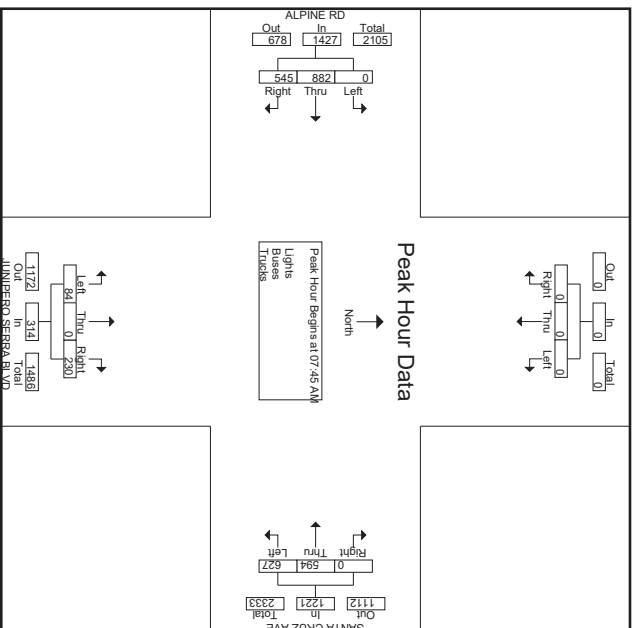 ALPINE RD
Out In Total
678 1427 2105
545 882 0
Right Thru Left
Peak Hour Data
North
Peak Hour Begins at 07:45 AM
Lights
Buses
Trucks
Out In Total
0 0 0
Right Thru Left
0 0 0
Left Thru Right
84 0 230
1172 314 1486
Out In Total
JUNIPERO SERRA BLVD
Left Thru Right
627 594 0
2333 1221 1112
Total In Out
SANTA CRUZ AVE